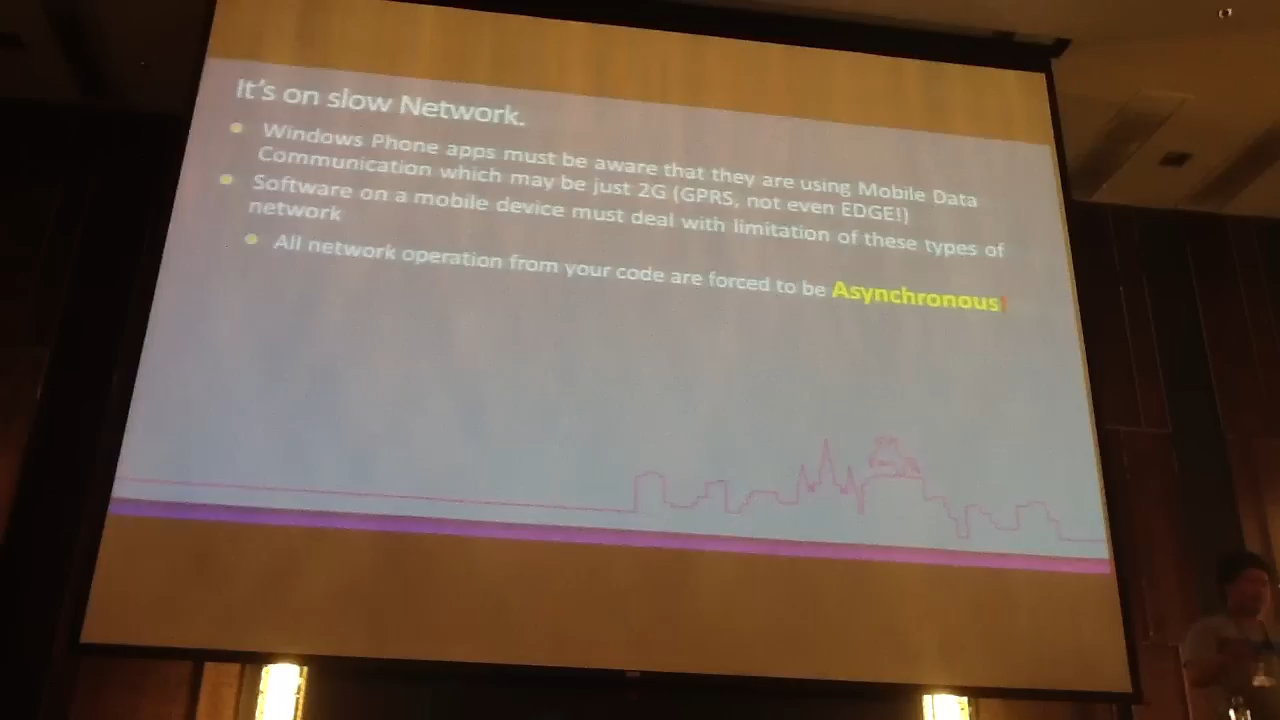 It's on slow Network.
Windows Phone apps must be aware that they are using Mobile Data
Communication which may be just 2G (GPRS, not even EDGE!)
Software on a mobile device must deal with limitation of these types of
network
All network operation from your code are forced to be Asynchronous!